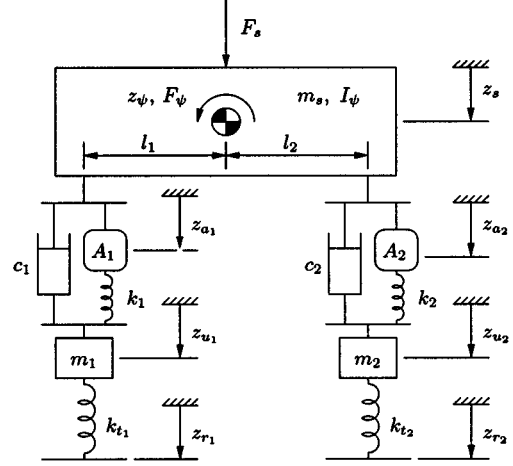 F_s
z_ψ, F_ψ m_s, I_ψ
z_s
l_1 l_2
z_{a_1} z_{a_2}
c_1 A_1 c_2 A_2
k_1 k_2
z_{u_1} z_{u_2}
m_1 m_2
k_{t_1} k_{t_2}
z_{r_1} z_{r_2}